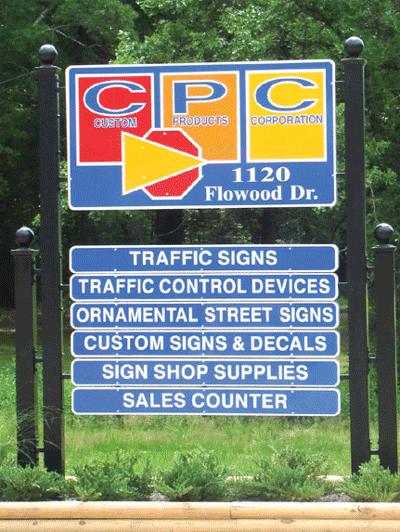 C P C
CUSTOM PRODUCTS CORPORATION
1120
Flowood Dr.
TRAFFIC SIGNS
TRAFFIC CONTROL DEVICES
ORNAMENTAL STREET SIGNS
CUSTOM SIGNS & DECALS
SIGN SHOP SUPPLIES
SALES COUNTER